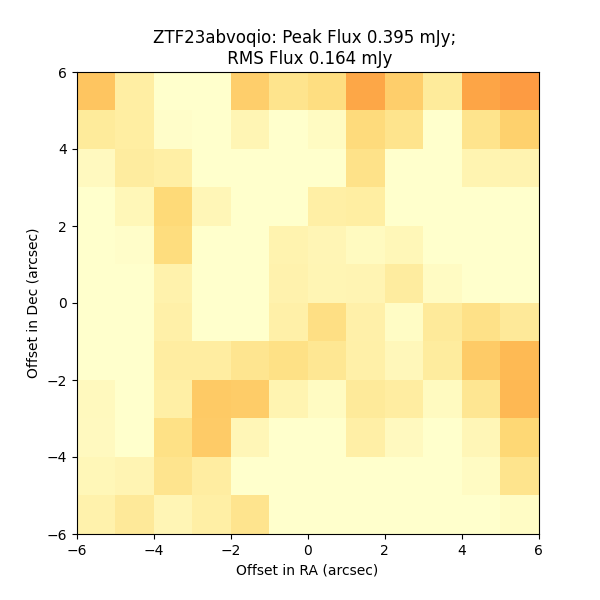 ZTF23abvoqio: Peak Flux 0.395 mJy;
RMS Flux 0.164 mJy
6
4
2
0
−2
−4
−6
Offset in Dec (arcsec)
−6 −4 −2 0 2 4 6
Offset in RA (arcsec)